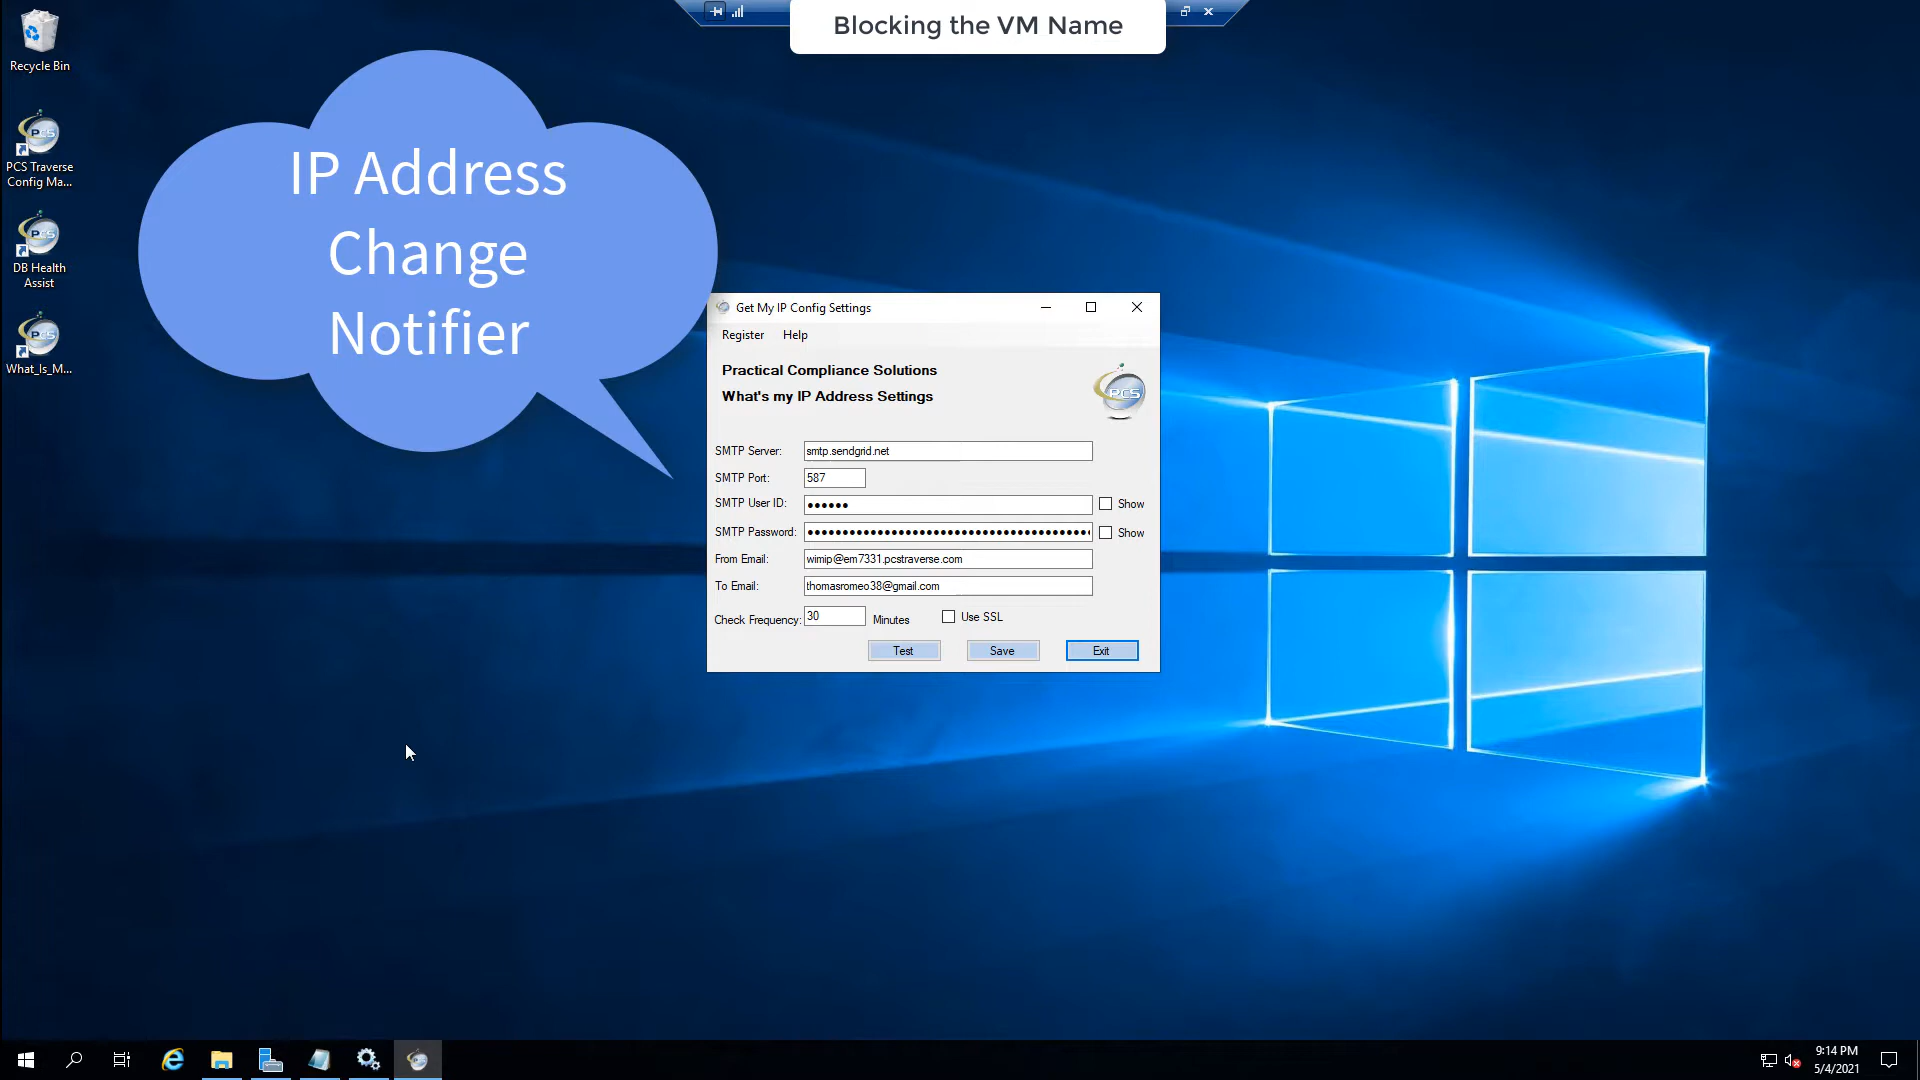 Blocking the VM Name
Recycle Bin
PCS Traverse
Config Ma...
DB Health
Assist
What_Is_M...
IP Address
Change
Notifier
Get My IP Config Settings
Register Help
Practical Compliance Solutions
What's my IP Address Settings
PCS
SMTP Server: smtp.sendgrid.net
SMTP Port: 587
SMTP User ID: ●●●●●● Show
SMTP Password: Show
From Email: wimip@em7331.pcstraverse.com
To Email: thomasromeo38@gmail.com
Check Frequency: 30 Minutes Use SSL
Test Save Exit
9:14 PM
5/4/2021